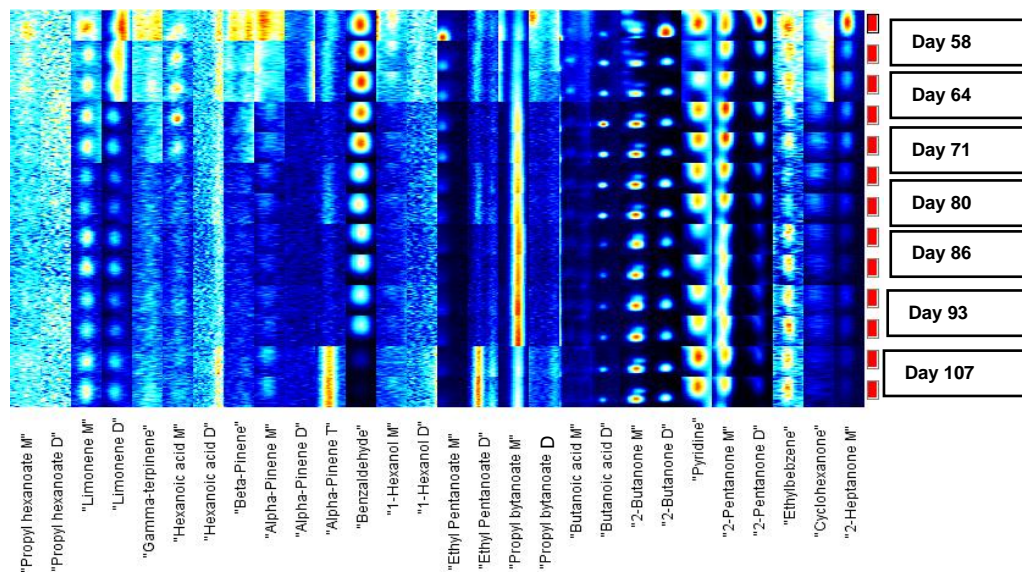 Day 58
Day 64
Day 71
Day 80
Day 86
Day 93
Day 107
"Propyl hexanoate M"
"Propyl hexanoate D"
"Limonene M"
"Limonene D"
"Gamma-terpinene"
"Hexanoic acid M"
"Hexanoic acid D"
"Beta-Pinene"
"Alpha-Pinene M"
"Alpha-Pinene D"
"Alpha-Pinene T"
"Benzaldehyde"
"1-Hexanol M"
"1-Hexanol D"
"Ethyl Pentanoate M"
"Ethyl Pentanoate D"
"Propyl bytanoate M"
"Propyl bytanoate D
"Butanoic acid M"
"Butanoic acid D"
"2-Butanone M"
"2-Butanone D"
"Pyridine"
"2-Pentanone M"
"2-Pentanone D"
"Ethylbebzene"
"Cyclohexanone"
"2-Heptanone M"